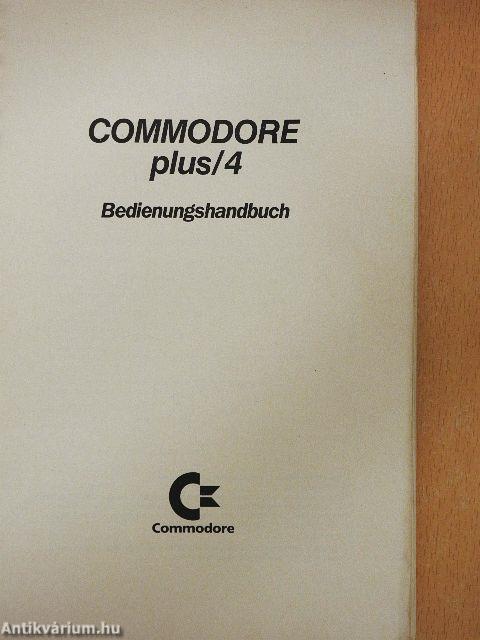 COMMODORE
plus/4
Bedienungshandbuch
Commodore
Antikvárium.hu